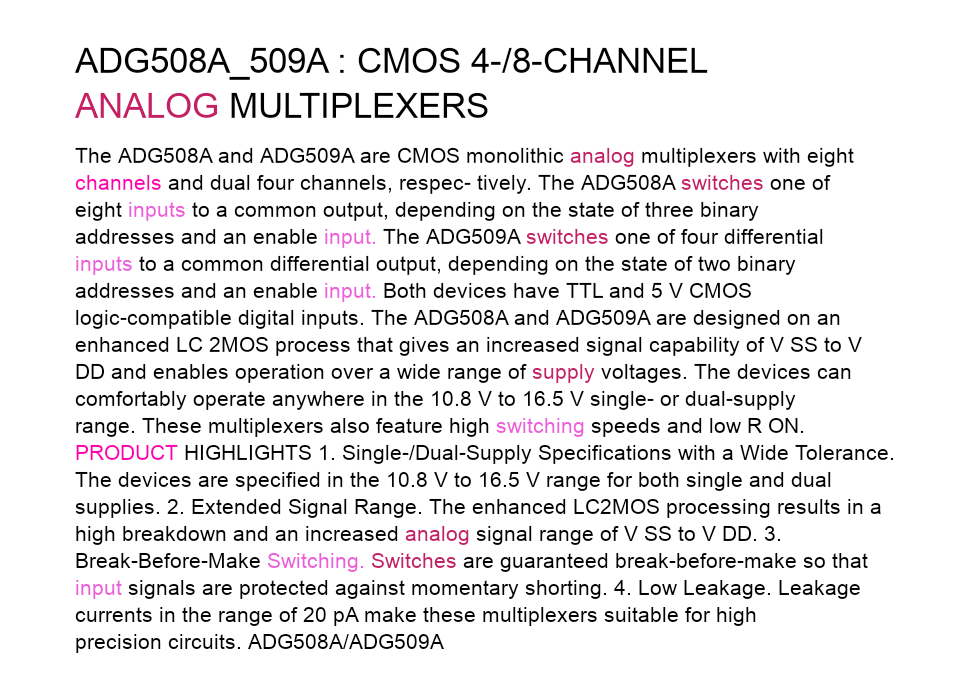 ADG508A_509A : CMOS 4-/8-CHANNEL
ANALOG MULTIPLEXERS
The ADG508A and ADG509A are CMOS monolithic analog multiplexers with eight
channels and dual four channels, respec- tively. The ADG508A switches one of
eight inputs to a common output, depending on the state of three binary
addresses and an enable input. The ADG509A switches one of four differential
inputs to a common differential output, depending on the state of two binary
addresses and an enable input. Both devices have TTL and 5 V CMOS
logic-compatible digital inputs. The ADG508A and ADG509A are designed on an
enhanced LC 2MOS process that gives an increased signal capability of V SS to V
DD and enables operation over a wide range of supply voltages. The devices can
comfortably operate anywhere in the 10.8 V to 16.5 V single- or dual-supply
range. These multiplexers also feature high switching speeds and low R ON.
PRODUCT HIGHLIGHTS 1. Single-/Dual-Supply Specifications with a Wide Tolerance.
The devices are specified in the 10.8 V to 16.5 V range for both single and dual
supplies. 2. Extended Signal Range. The enhanced LC2MOS processing results in a
high breakdown and an increased analog signal range of V SS to V DD. 3.
Break-Before-Make Switching. Switches are guaranteed break-before-make so that
input signals are protected against momentary shorting. 4. Low Leakage. Leakage
currents in the range of 20 pA make these multiplexers suitable for high
precision circuits. ADG508A/ADG509A